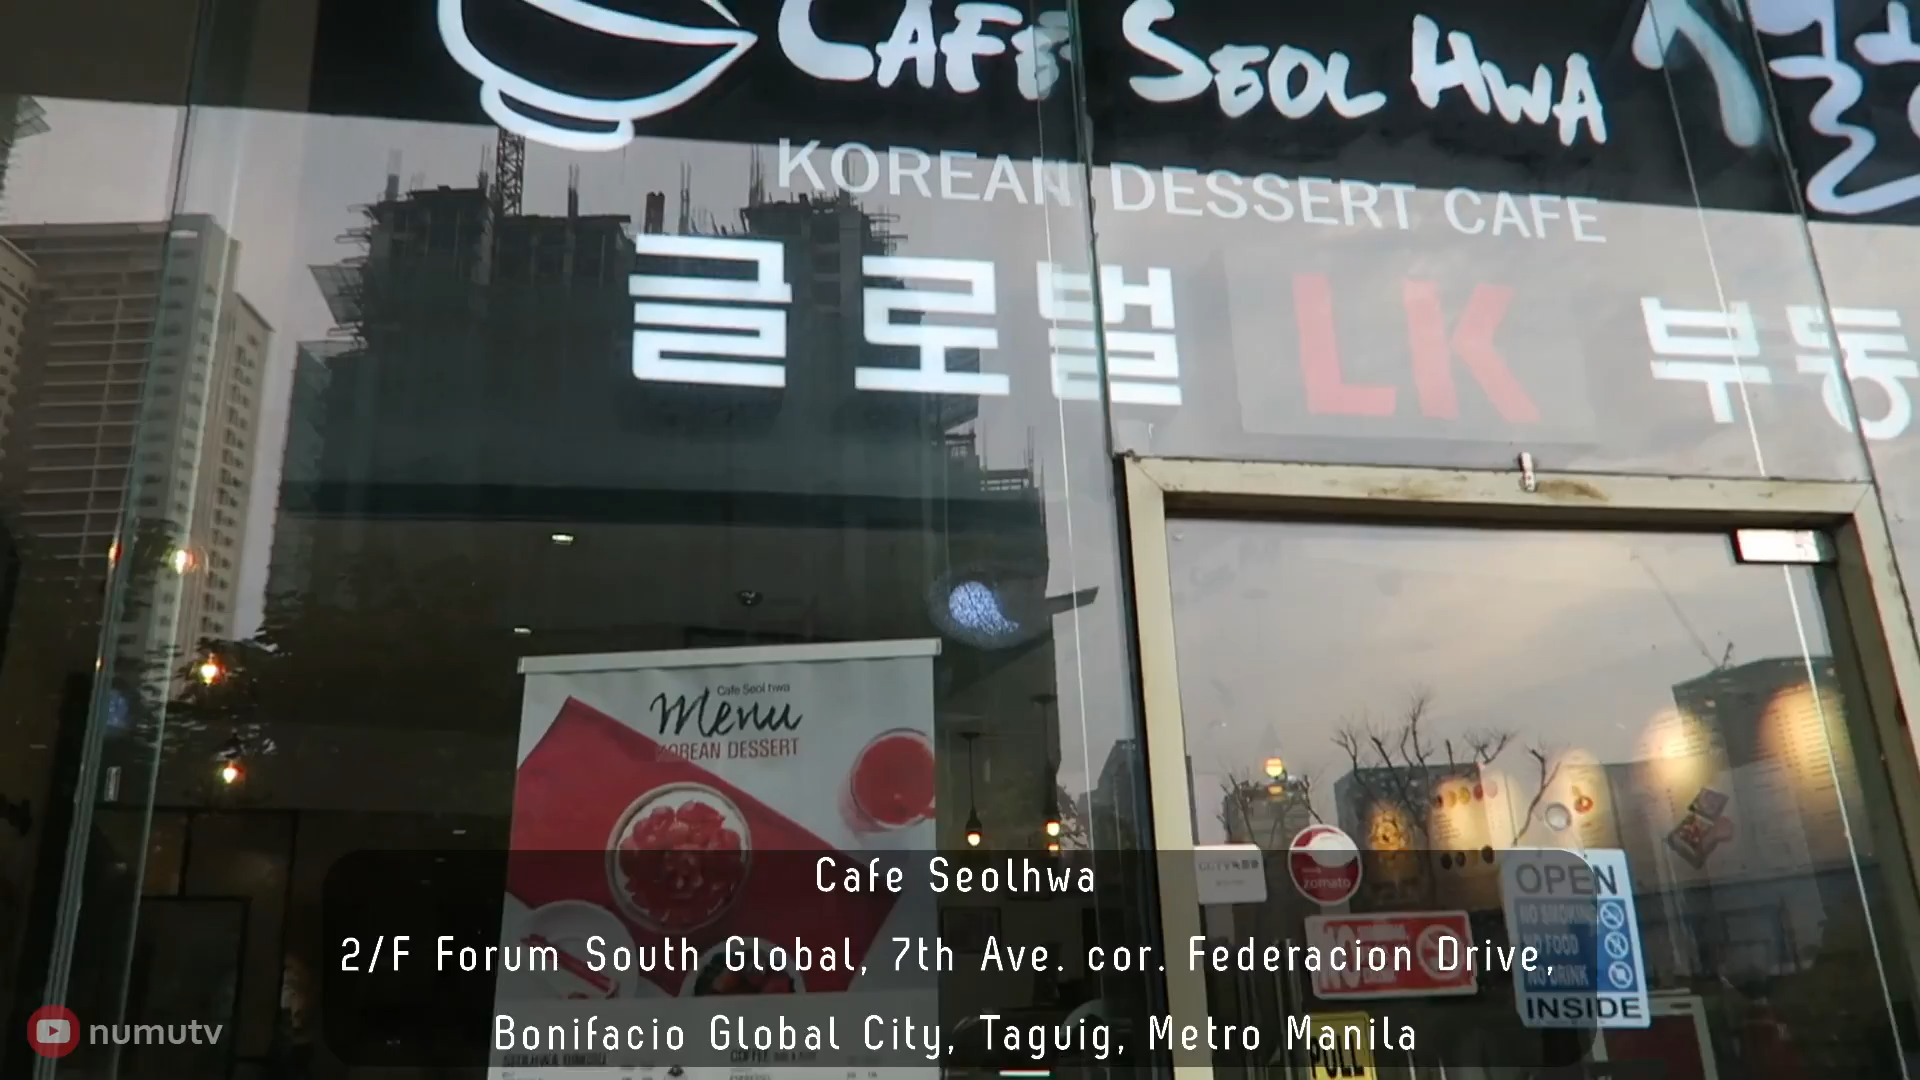 CAFE SEOL HWA 설
KOREAN DESSERT CAFE
글로벌 LK 부동
Cafe Seol hwa
Menu
KOREAN DESSERT
zomato
OPEN
NO SMOKING
NO FOOD
NO DRINK
INSIDE
PULL
Cafe Seolhwa
2/F Forum South Global, 7th Ave. cor. Federacion Drive,
Bonifacio Global City, Taguig, Metro Manila
numutv